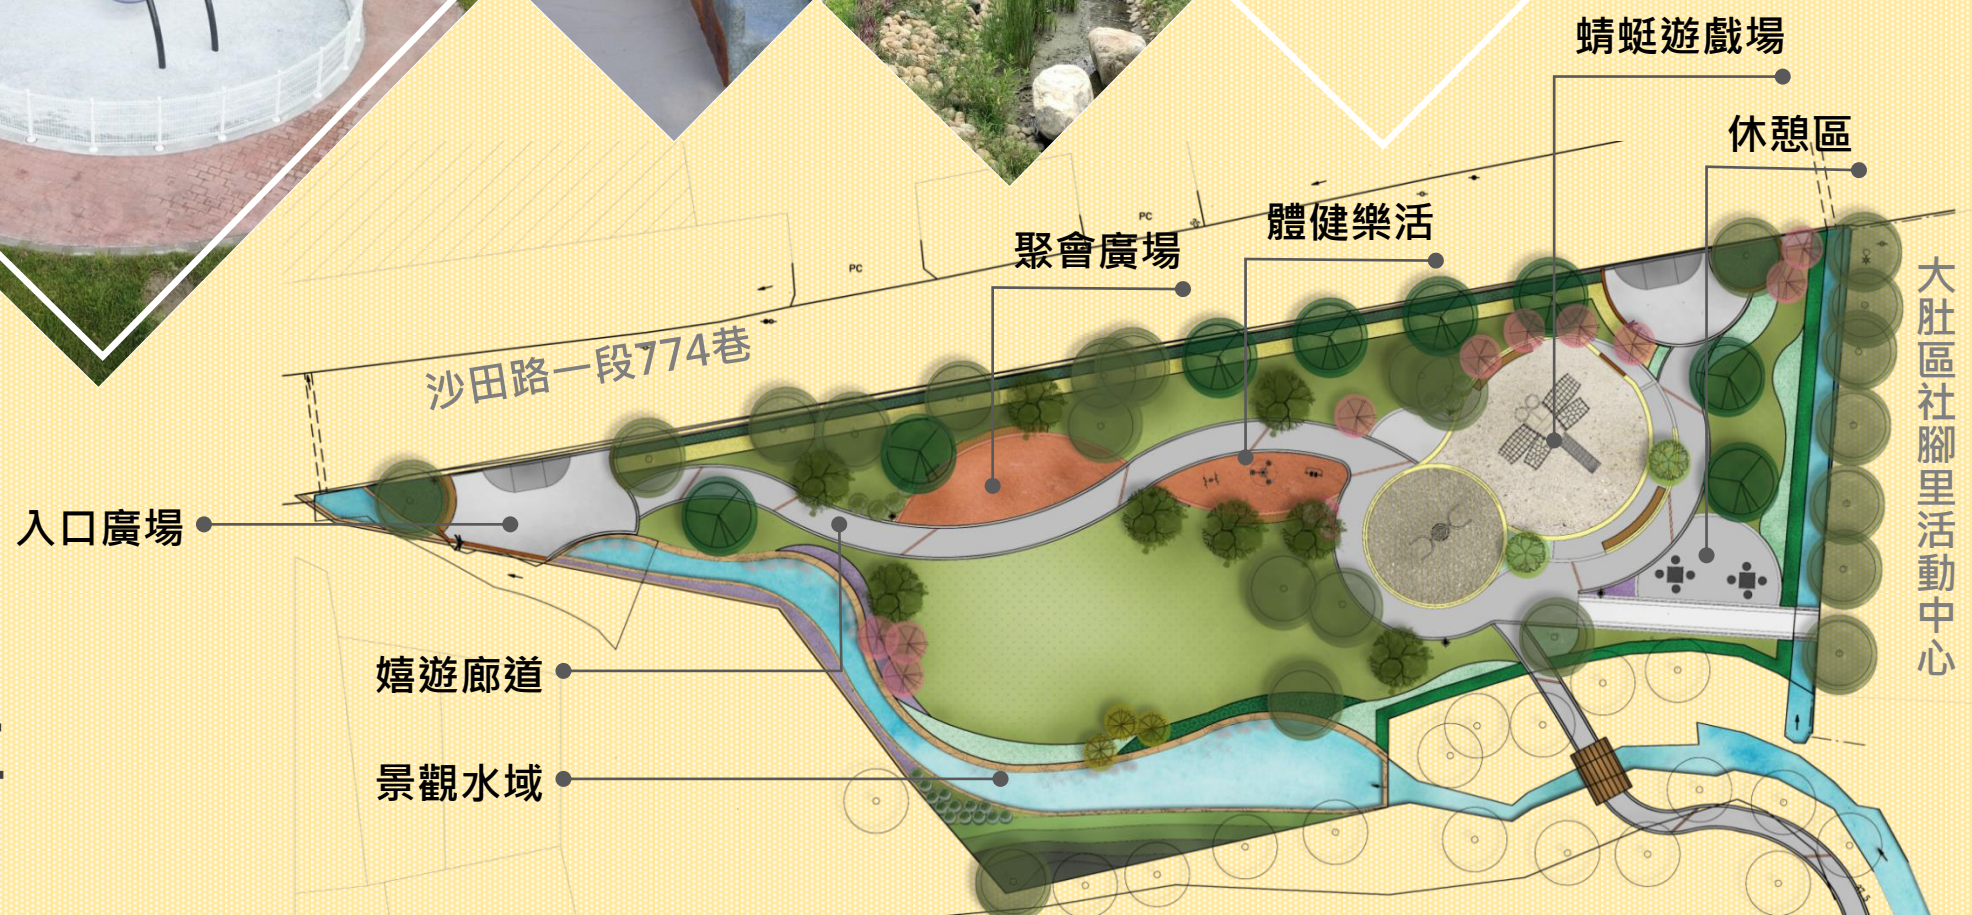 蜻蜓遊戲場
休憩區
體健樂活
聚會廣場
PC
PC
沙田路一段774巷
大肚區社腳里活動中心
入口廣場
嬉遊廊道
景觀水域